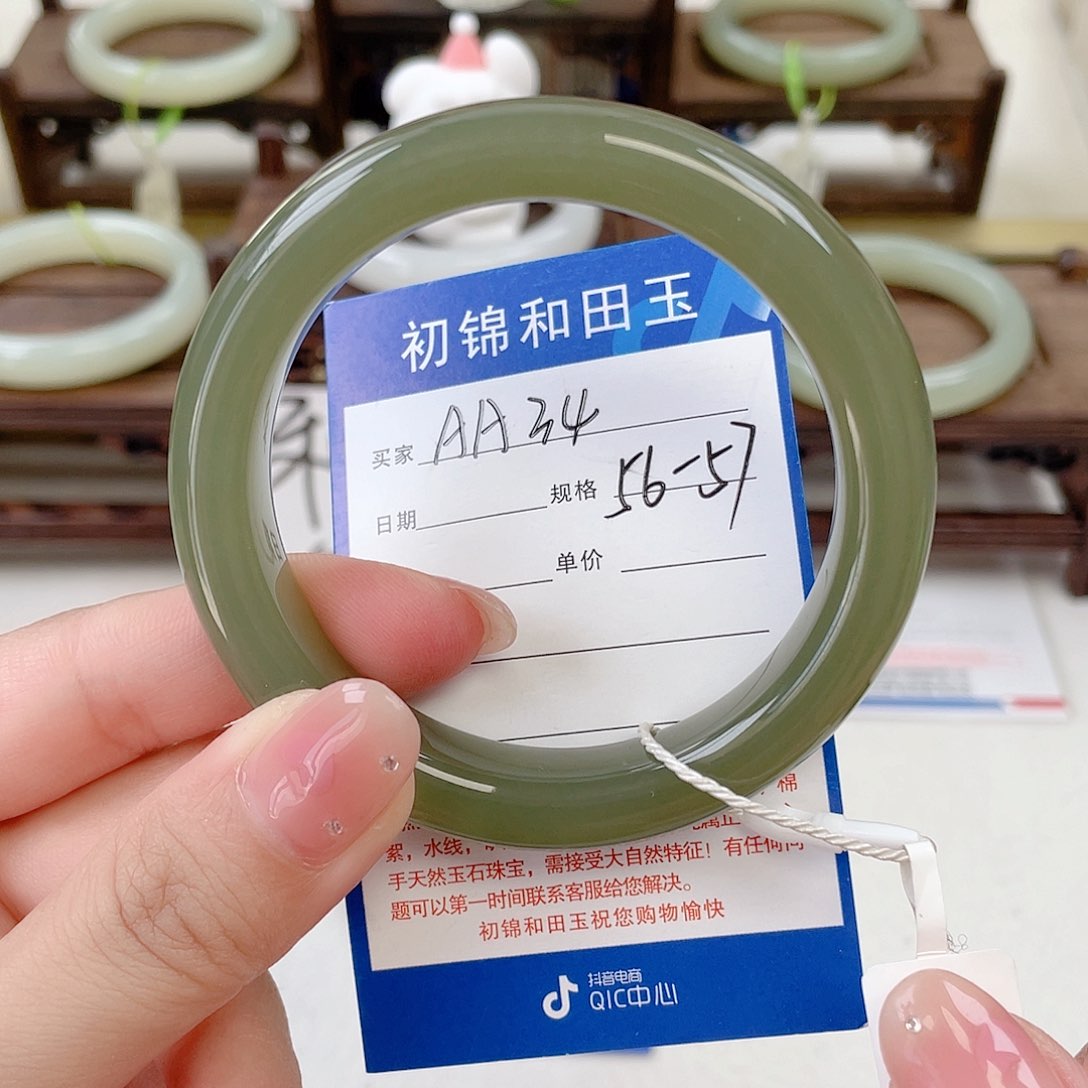 初锦和田玉
买家 AA34
日期 规格 56-57
单价
棉
絮，水线，
手天然玉石珠宝，需接受大自然特征！有任何问
题可以第一时间联系客服给您解决。
初锦和田玉祝您购物愉快
抖音电商
QIC中心